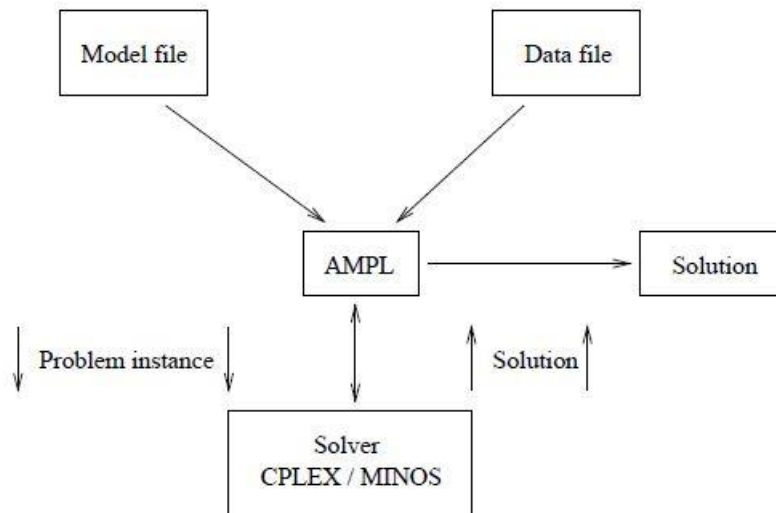 Model file
Data file
AMPL
Solution
Problem instance
Solution
Solver
CPLEX / MINOS